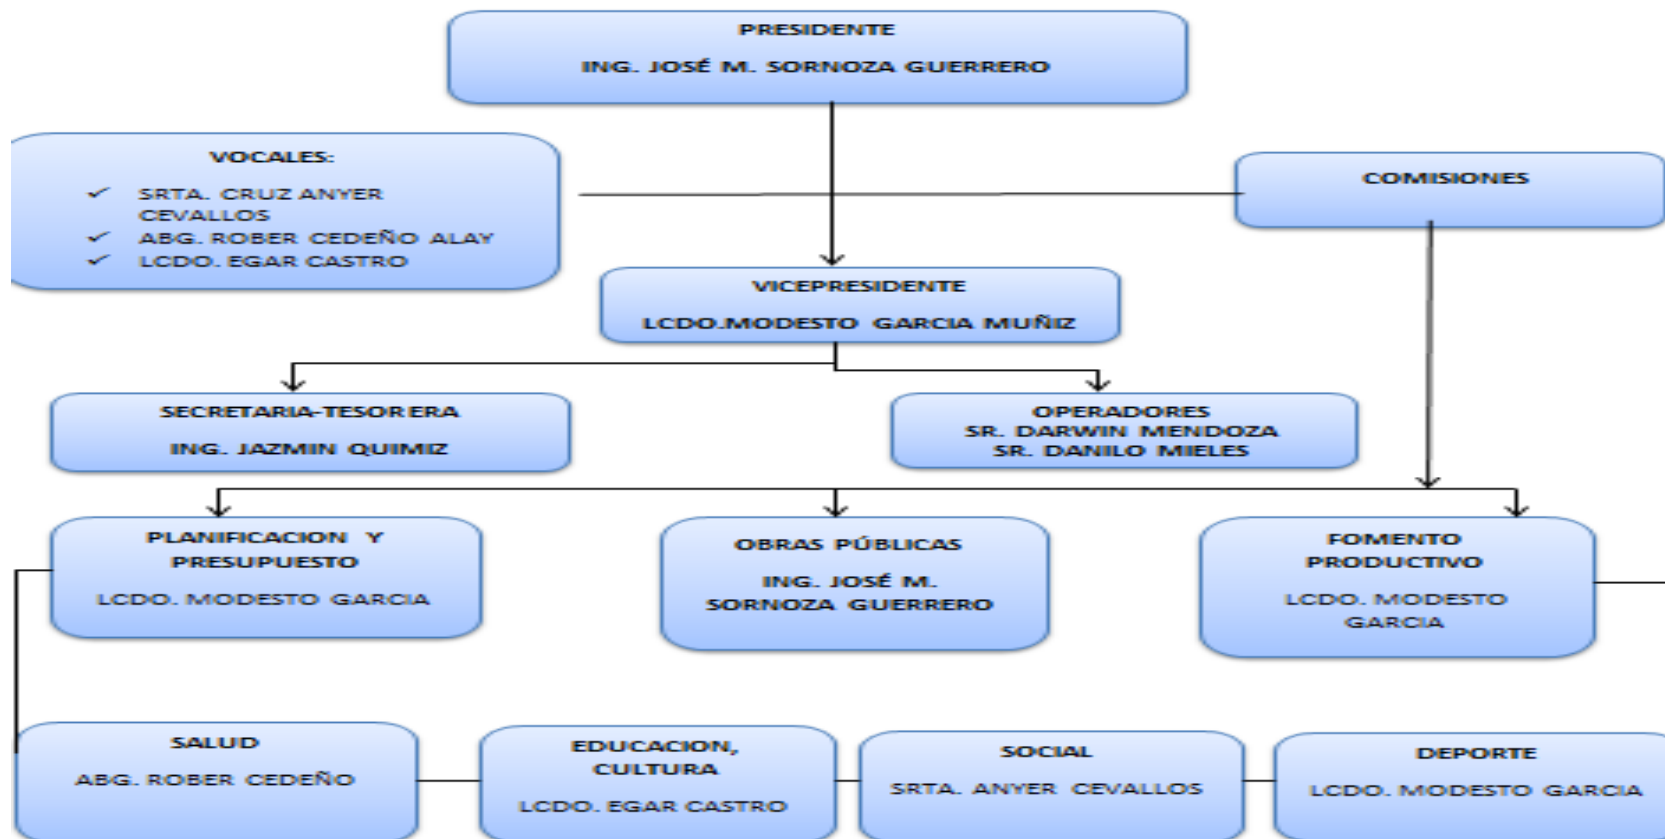 PRESIDENTE
ING. JOSÉ M. SORNOZA GUERRERO
VOCALES:
✓ SRTA. CRUZ ANYER
CEVALLOS
✓ ABG. ROBER CEDEÑO ALAY
✓ LCDO. EGAR CASTRO
COMISIONES
VICEPRESIDENTE
LCDO.MODESTO GARCIA MUÑIZ
SECRETARIA-TESORERA
ING. JAZMIN QUIMIZ
OPERADORES
SR. DARWIN MENDOZA
SR. DANILO MIELES
PLANIFICACION Y
PRESUPUESTO
LCDO. MODESTO GARCIA
OBRAS PÚBLICAS
ING. JOSÉ M.
SORNOZA GUERRERO
FOMENTO
PRODUCTIVO
LCDO. MODESTO
GARCIA
SALUD
ABG. ROBER CEDEÑO
EDUCACION,
CULTURA
LCDO. EGAR CASTRO
SOCIAL
SRTA. ANYER CEVALLOS
DEPORTE
LCDO. MODESTO GARCIA